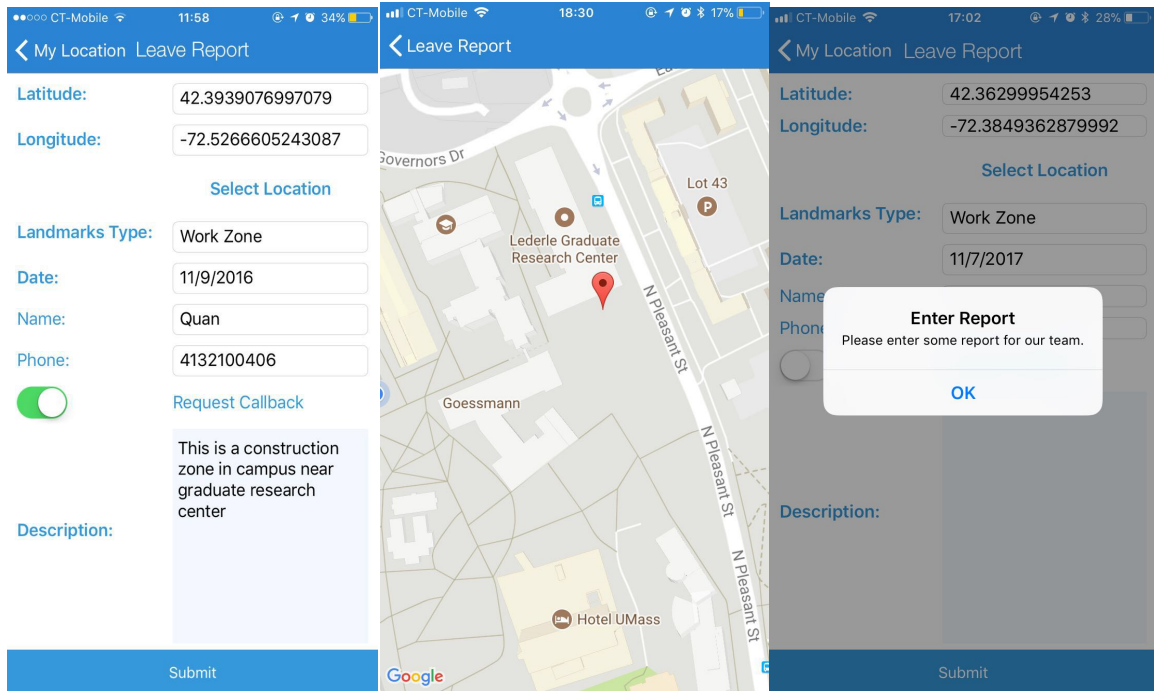 CT-Mobile 11:58 34%
My Location Leave Report
Latitude: 42.3939076997079
Longitude: -72.5266605243087
Select Location
Landmarks Type: Work Zone
Date: 11/9/2016
Name: Quan
Phone: 4132100406
Request Callback
This is a construction
zone in campus near
graduate research
center
Description:
Submit
CT-Mobile 18:30 17%
Leave Report
Governors Dr
Lot 43
P
Lederle Graduate
Research Center
N Pleasant St
Goessmann
N Pleasant St
N Pleasant St
Hotel UMass
Google
CT-Mobile 17:02 28%
My Location Leave Report
Latitude: 42.36299954253
Longitude: -72.3849362879992
Select Location
Landmarks Type: Work Zone
Date: 11/7/2017
Name
Phone
Enter Report
Please enter some report for our team.
OK
Description:
Submit